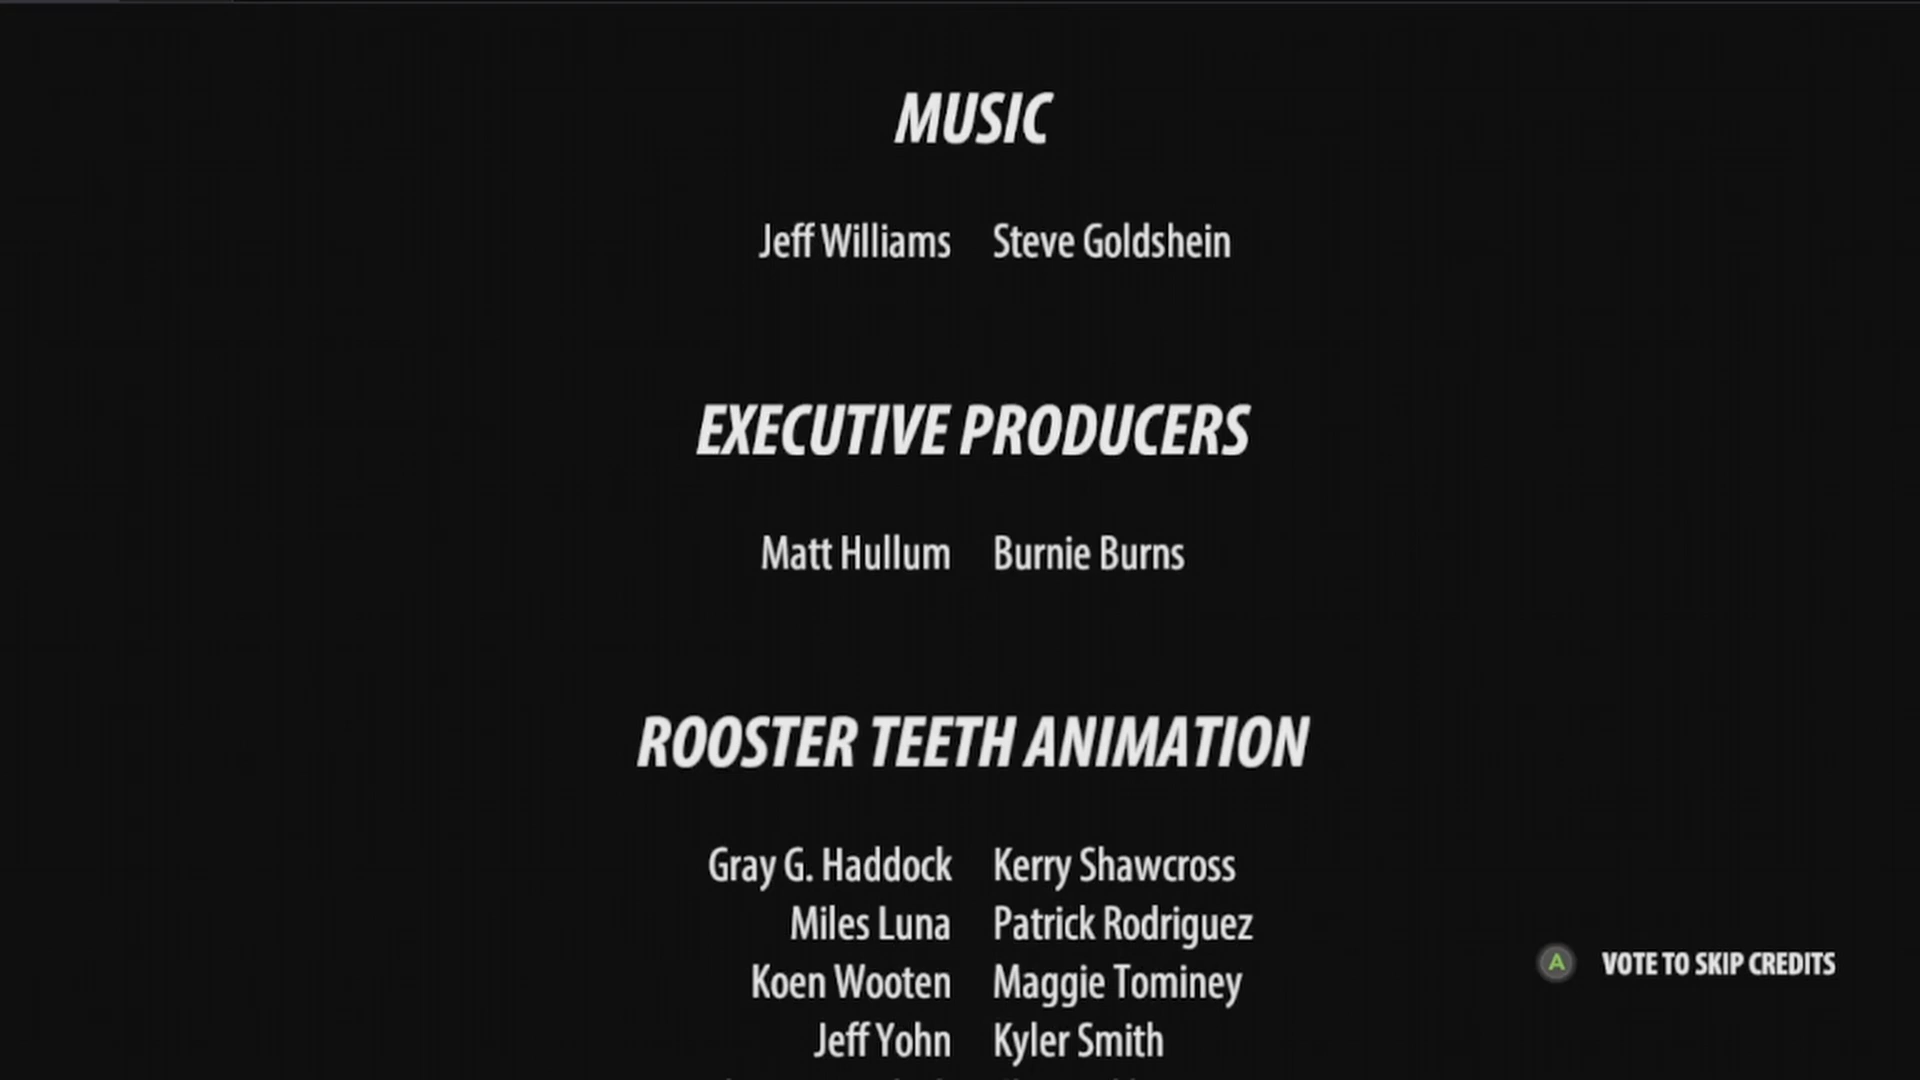 MUSIC
Jeff Williams Steve Goldshein
EXECUTIVE PRODUCERS
Matt Hullum Burnie Burns
ROOSTER TEETH ANIMATION
Gray G. Haddock Kerry Shawcross
Miles Luna Patrick Rodriguez
Koen Wooten Maggie Tominey
Jeff Yohn Kyler Smith
A VOTE TO SKIP CREDITS